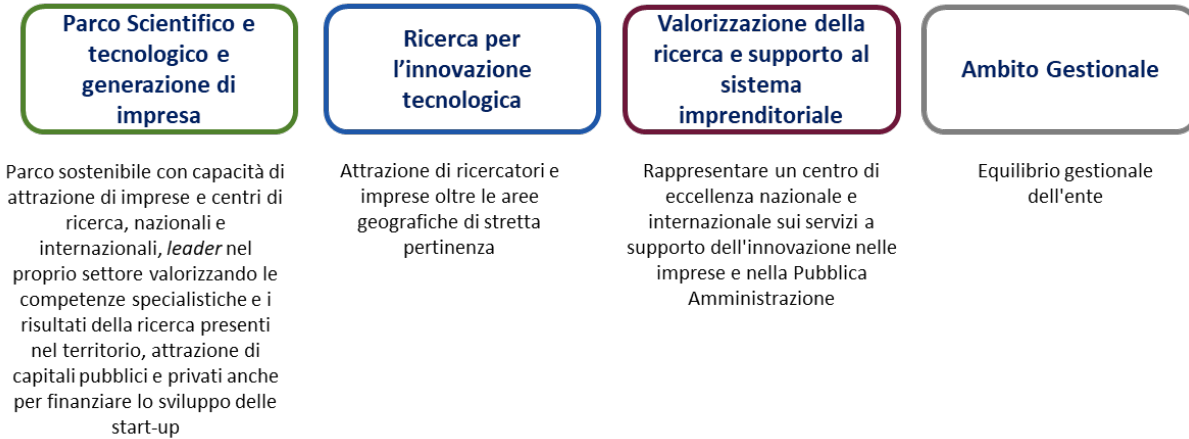 Parco Scientifico e
tecnologico e
generazione di
impresa
Parco sostenibile con capacità di
attrazione di imprese e centri di
ricerca, nazionali e
internazionali, leader nel
proprio settore valorizzando le
competenze specialistiche e i
risultati della ricerca presenti
nel territorio, attrazione di
capitali pubblici e privati anche
per finanziare lo sviluppo delle
start-up
Ricerca per
l’innovazione
tecnologica
Attrazione di ricercatori e
imprese oltre le aree
geografiche di stretta
pertinenza
Valorizzazione della
ricerca e supporto al
sistema
imprenditoriale
Rappresentare un centro di
eccellenza nazionale e
internazionale sui servizi a
supporto dell'innovazione nelle
imprese e nella Pubblica
Amministrazione
Ambito Gestionale
Equilibrio gestionale
dell'ente